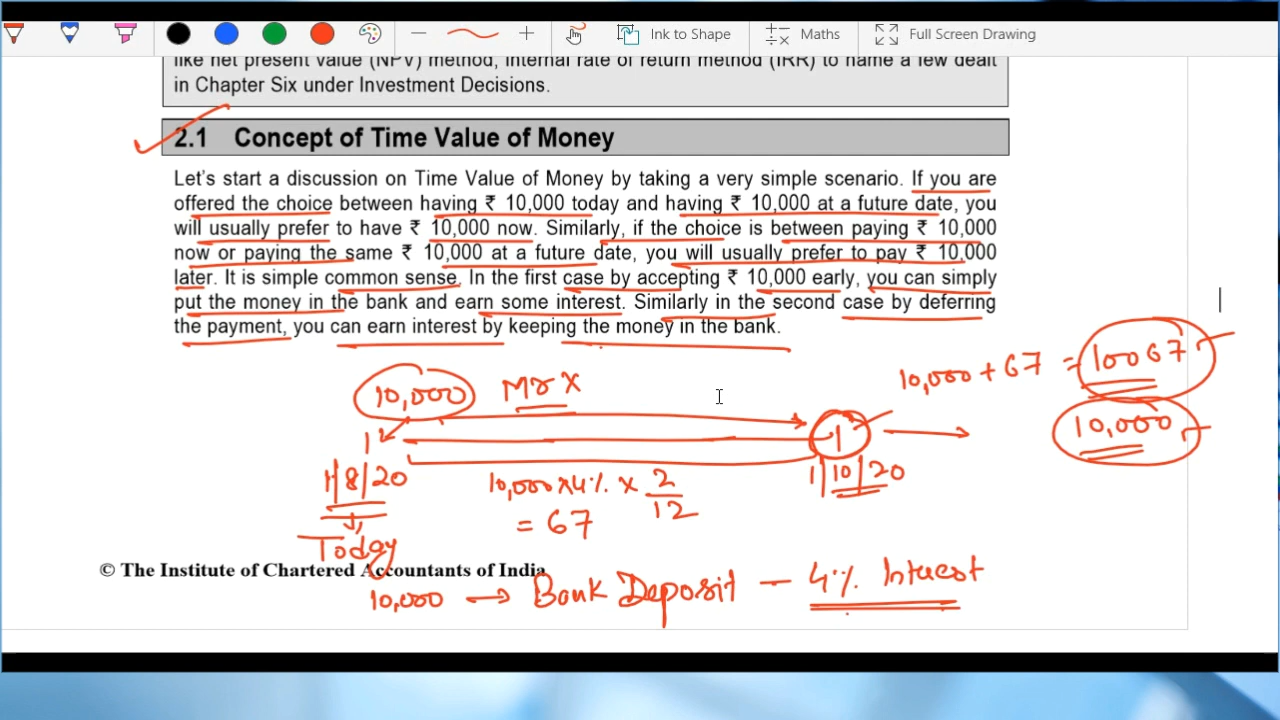 Ink to Shape Maths Full Screen Drawing
like net present value (NPV) method, internal rate of return method (IRR) to name a few dealt
in Chapter Six under Investment Decisions.
2.1 Concept of Time Value of Money
Let's start a discussion on Time Value of Money by taking a very simple scenario. If you are
offered the choice between having ₹ 10,000 today and having ₹ 10,000 at a future date, you
will usually prefer to have ₹ 10,000 now. Similarly, if the choice is between paying ₹ 10,000
now or paying the same ₹ 10,000 at a future date, you will usually prefer to pay ₹ 10,000
later. It is simple common sense. In the first case by accepting ₹ 10,000 early, you can simply
put the money in the bank and earn some interest. Similarly in the second case by deferring
the payment, you can earn interest by keeping the money in the bank.
10,000 + 67 = 10067
10,000 Mr X
10,000
1/8/20 1/10/20
10,000 x 4% x 2/12
= 67
Today
© The Institute of Chartered Accountants of India
10,000 → Bank Deposit – 4% Interest